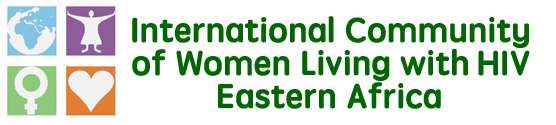 International Community
of Women Living with HIV
Eastern Africa